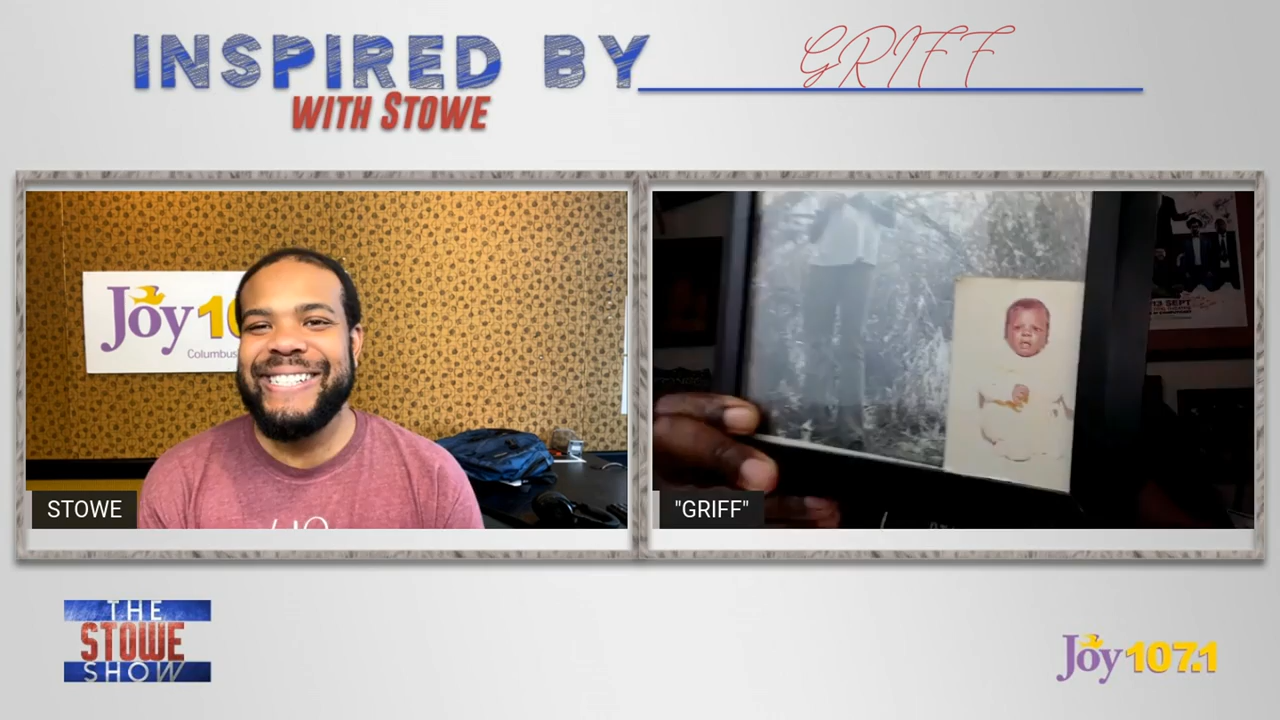 INSPIRED BY GRIFF
WITH STOWE
Joy 10
Columbus
13 SEPT
STOWE
"GRIFF"
THE
STOWE
SHOW
Joy 107.1